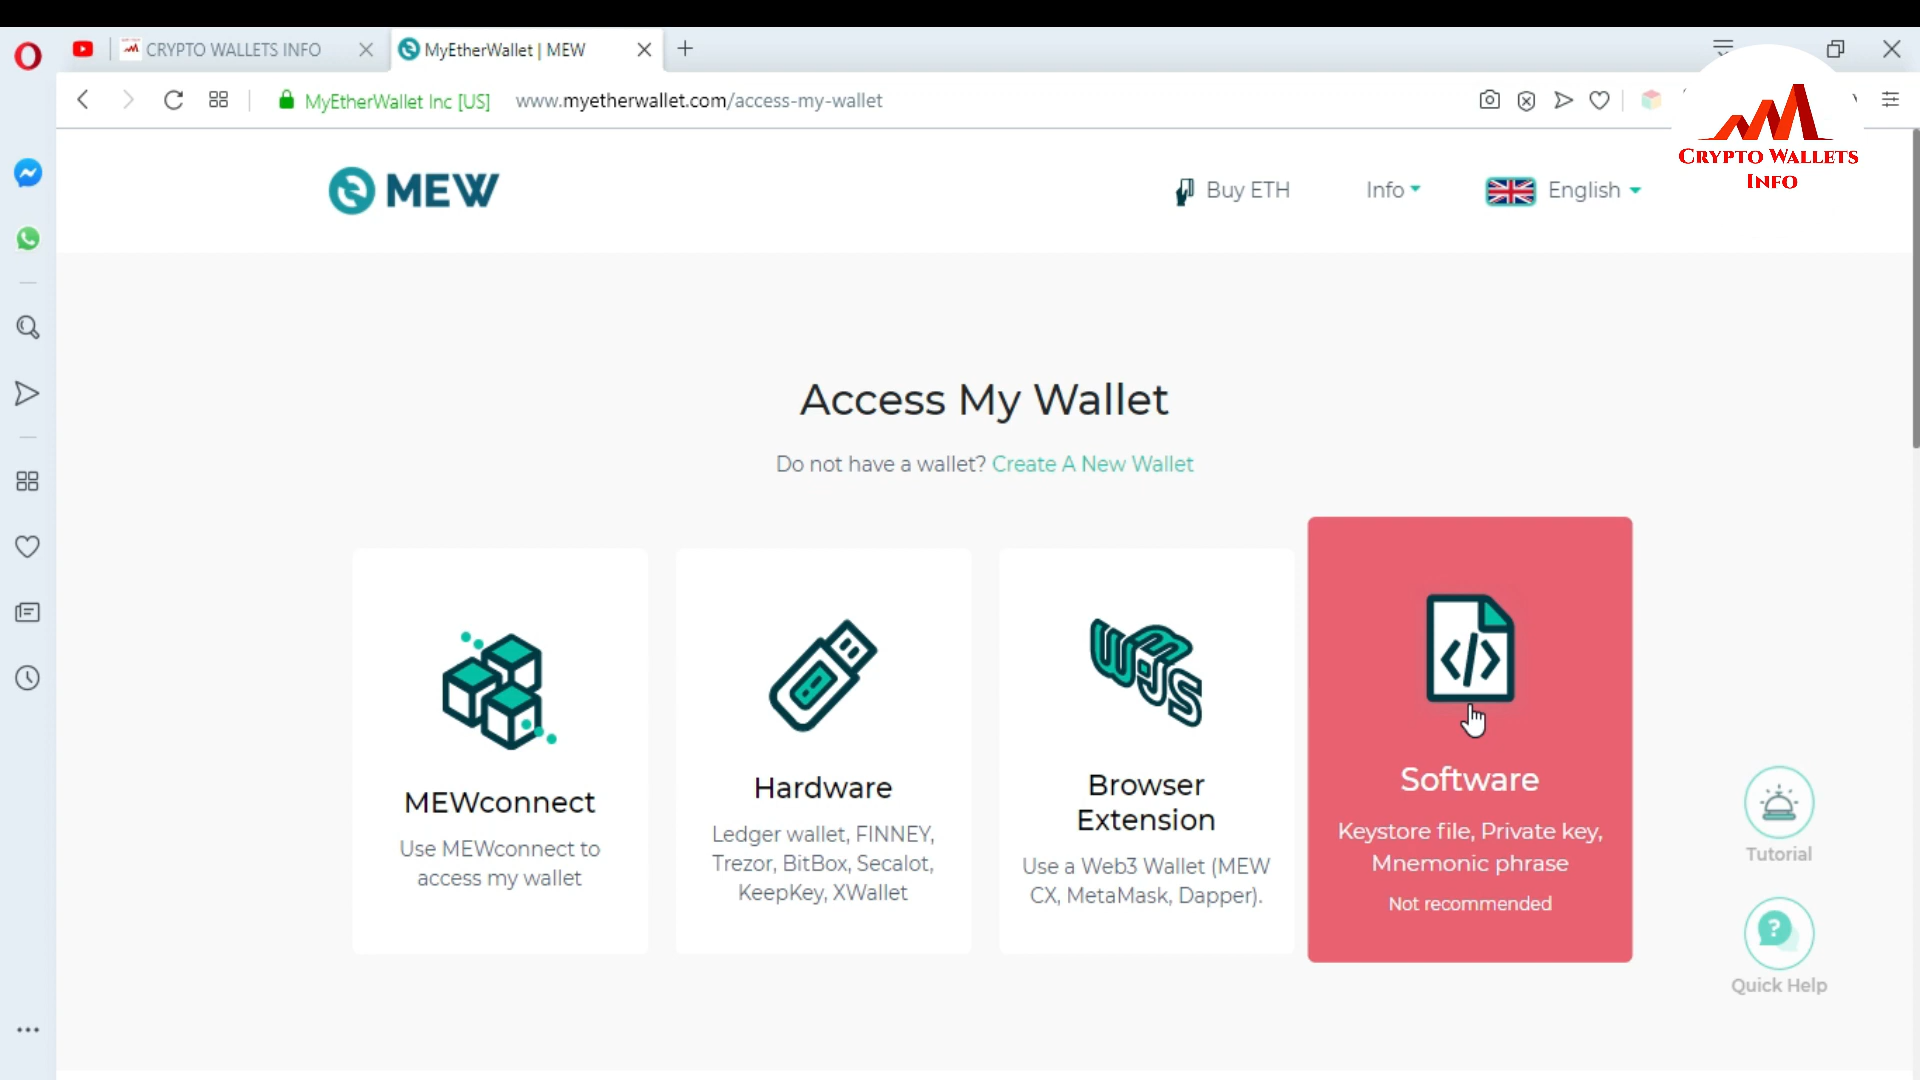 CRYPTO WALLETS INFO
MyEtherWallet | MEW
MyEtherWallet Inc [US] www.myetherwallet.com/access-my-wallet
CRYPTO WALLETS
INFO
MEW
Buy ETH
Info
English
Access My Wallet
Do not have a wallet? Create A New Wallet
MEWconnect
Use MEWconnect to
access my wallet
Hardware
Ledger wallet, FINNEY,
Trezor, BitBox, Secalot,
KeepKey, XWallet
Browser
Extension
Use a Web3 Wallet (MEW
CX, MetaMask, Dapper).
Software
Keystore file, Private key,
Mnemonic phrase
Not recommended
Tutorial
Quick Help